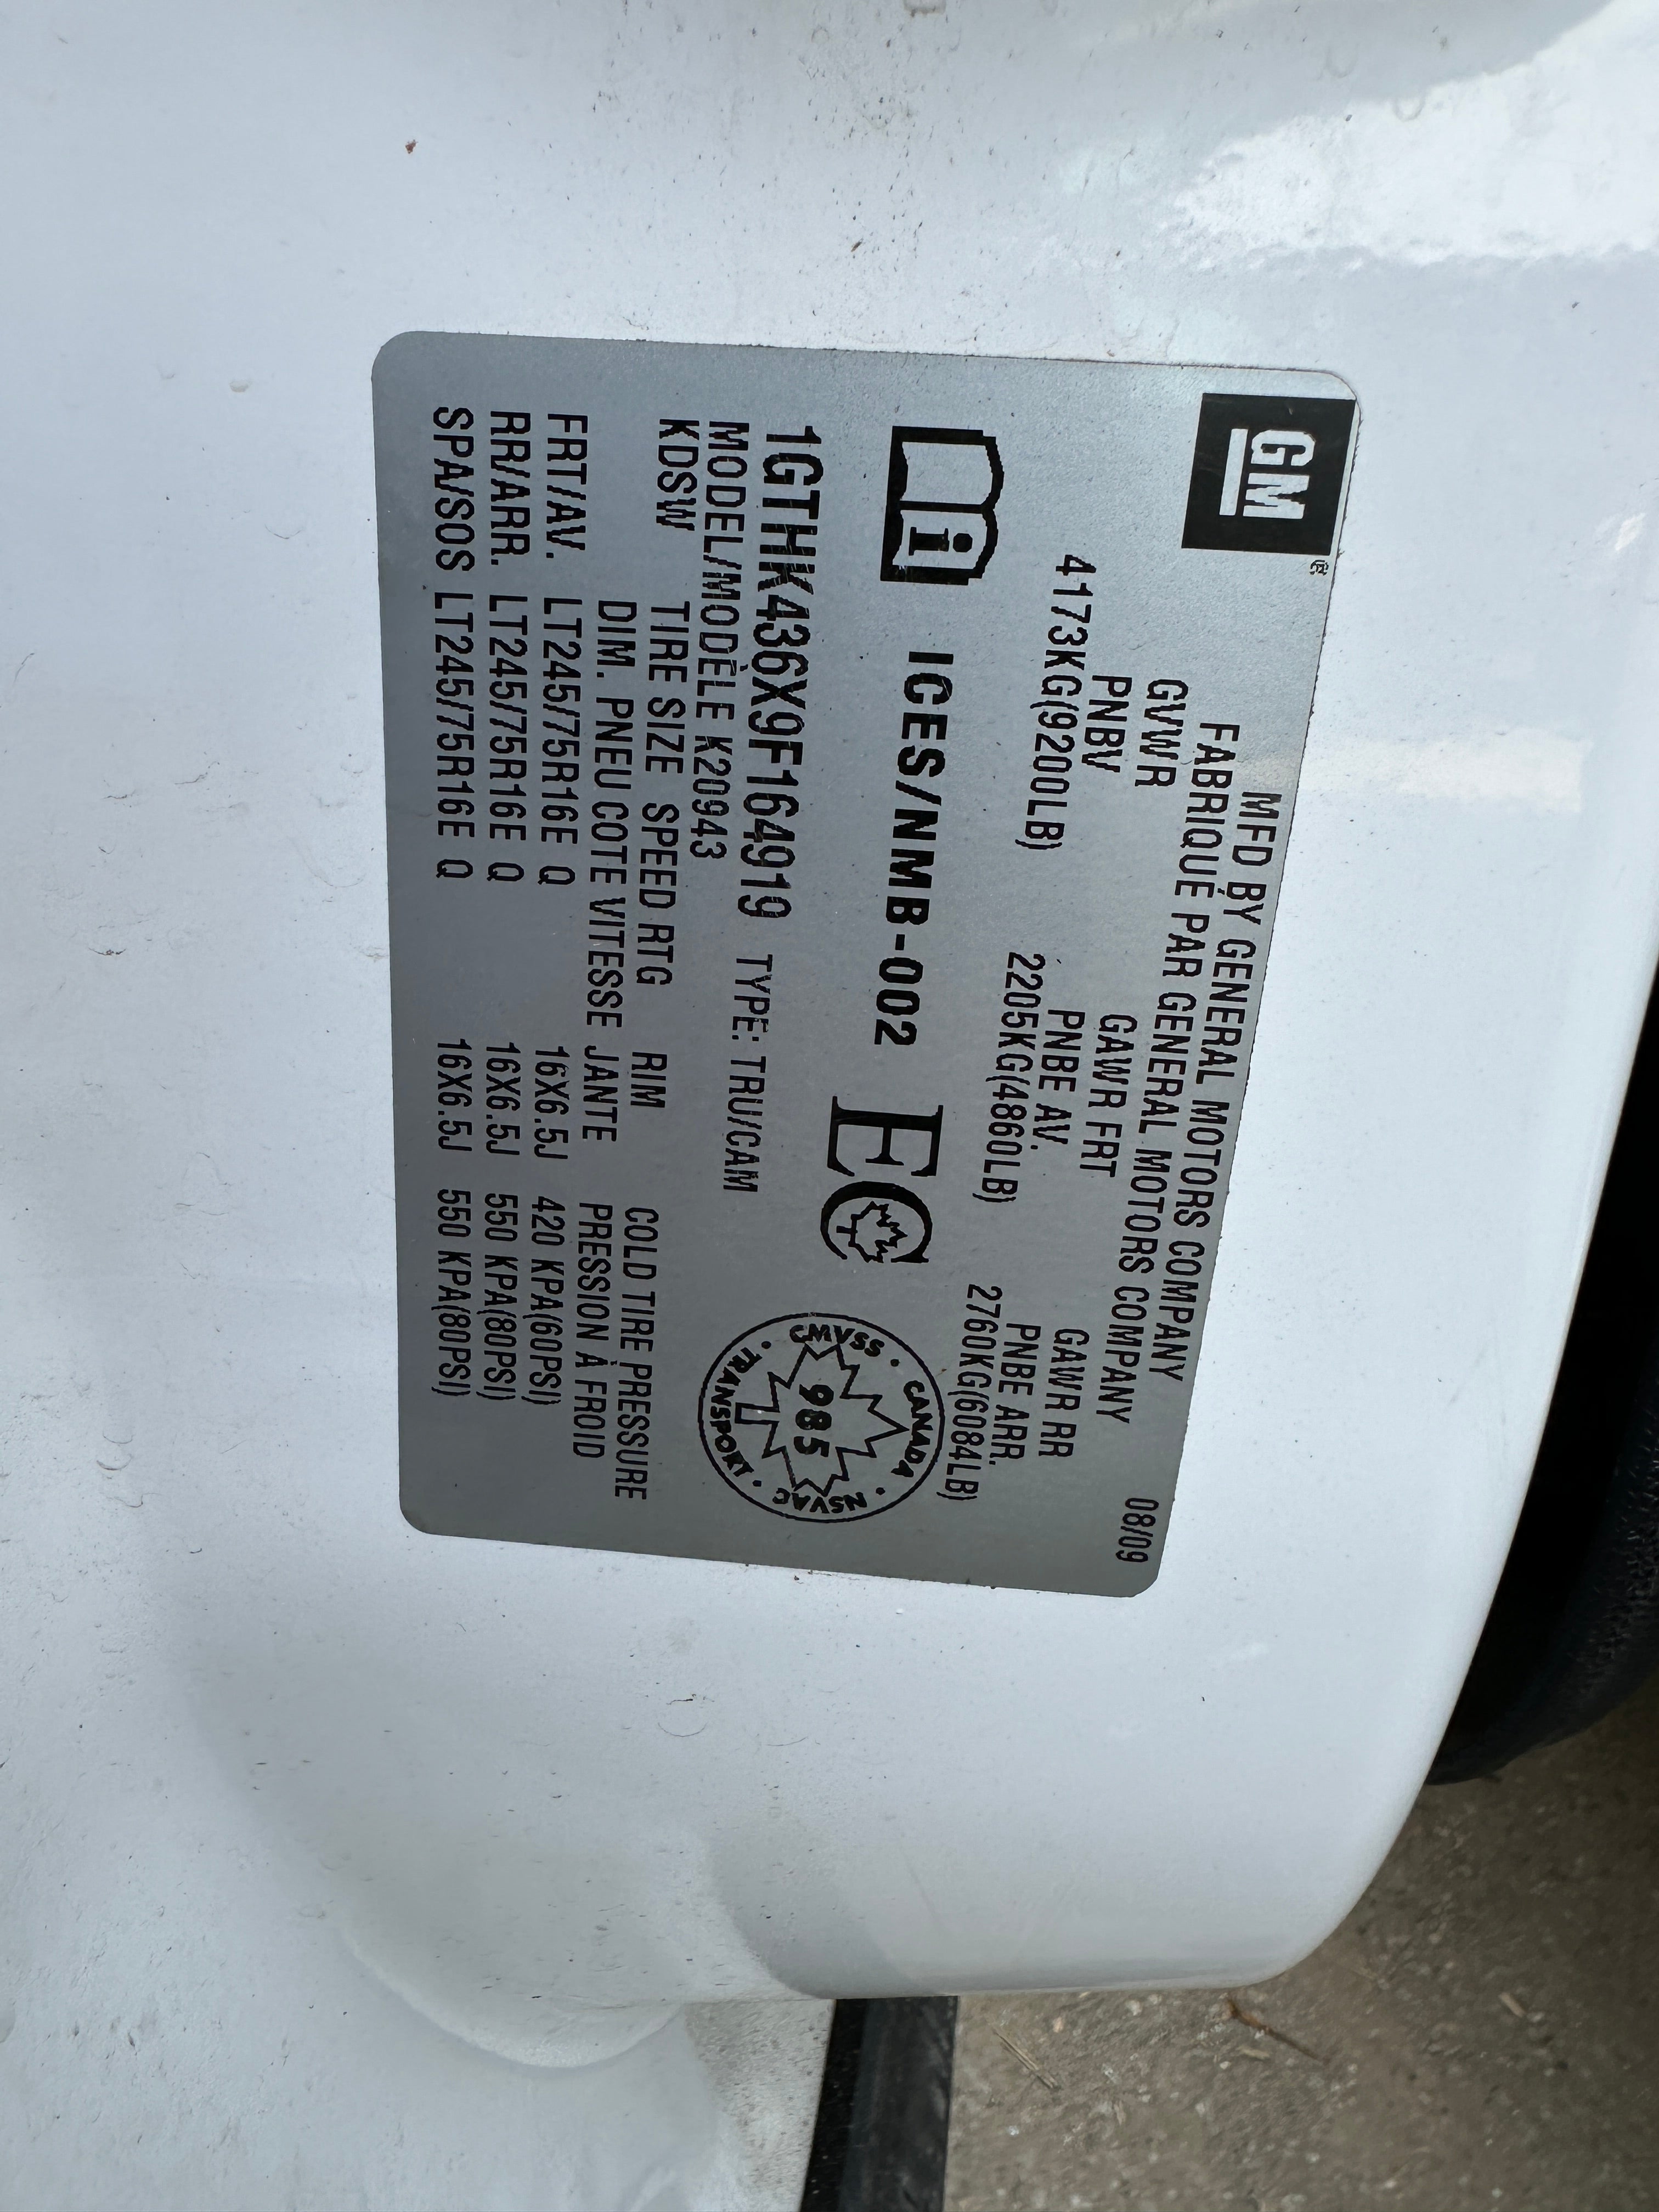 GM
MFD BY GENERAL MOTORS COMPANY
FABRIQUÉ PAR GENERAL MOTORS COMPANY
08/09
GVWR GAWR FRT GAWR RR
PNBV PNBE AV. PNBE ARR.
4173KG(9200LB) 2205KG(4860LB) 2760KG(6084LB)
i ICES/NMB-002 EC
CANADA · NSVAC · TRANSPORT · CMVSS ·
985
1GTHK436X9F164919 TYPE: TRU/CAM
MODEL/MODÈLE K20943
KDSW TIRE SIZE SPEED RTG RIM COLD TIRE PRESSURE
DIM. PNEU COTE VITESSE JANTE PRESSION À FROID
FRT/AV. LT245/75R16E Q 16X6.5J 420 KPA(60PSI)
RR/ARR. LT245/75R16E Q 16X6.5J 550 KPA(80PSI)
SPA/SOS LT245/75R16E Q 16X6.5J 550 KPA(80PSI)